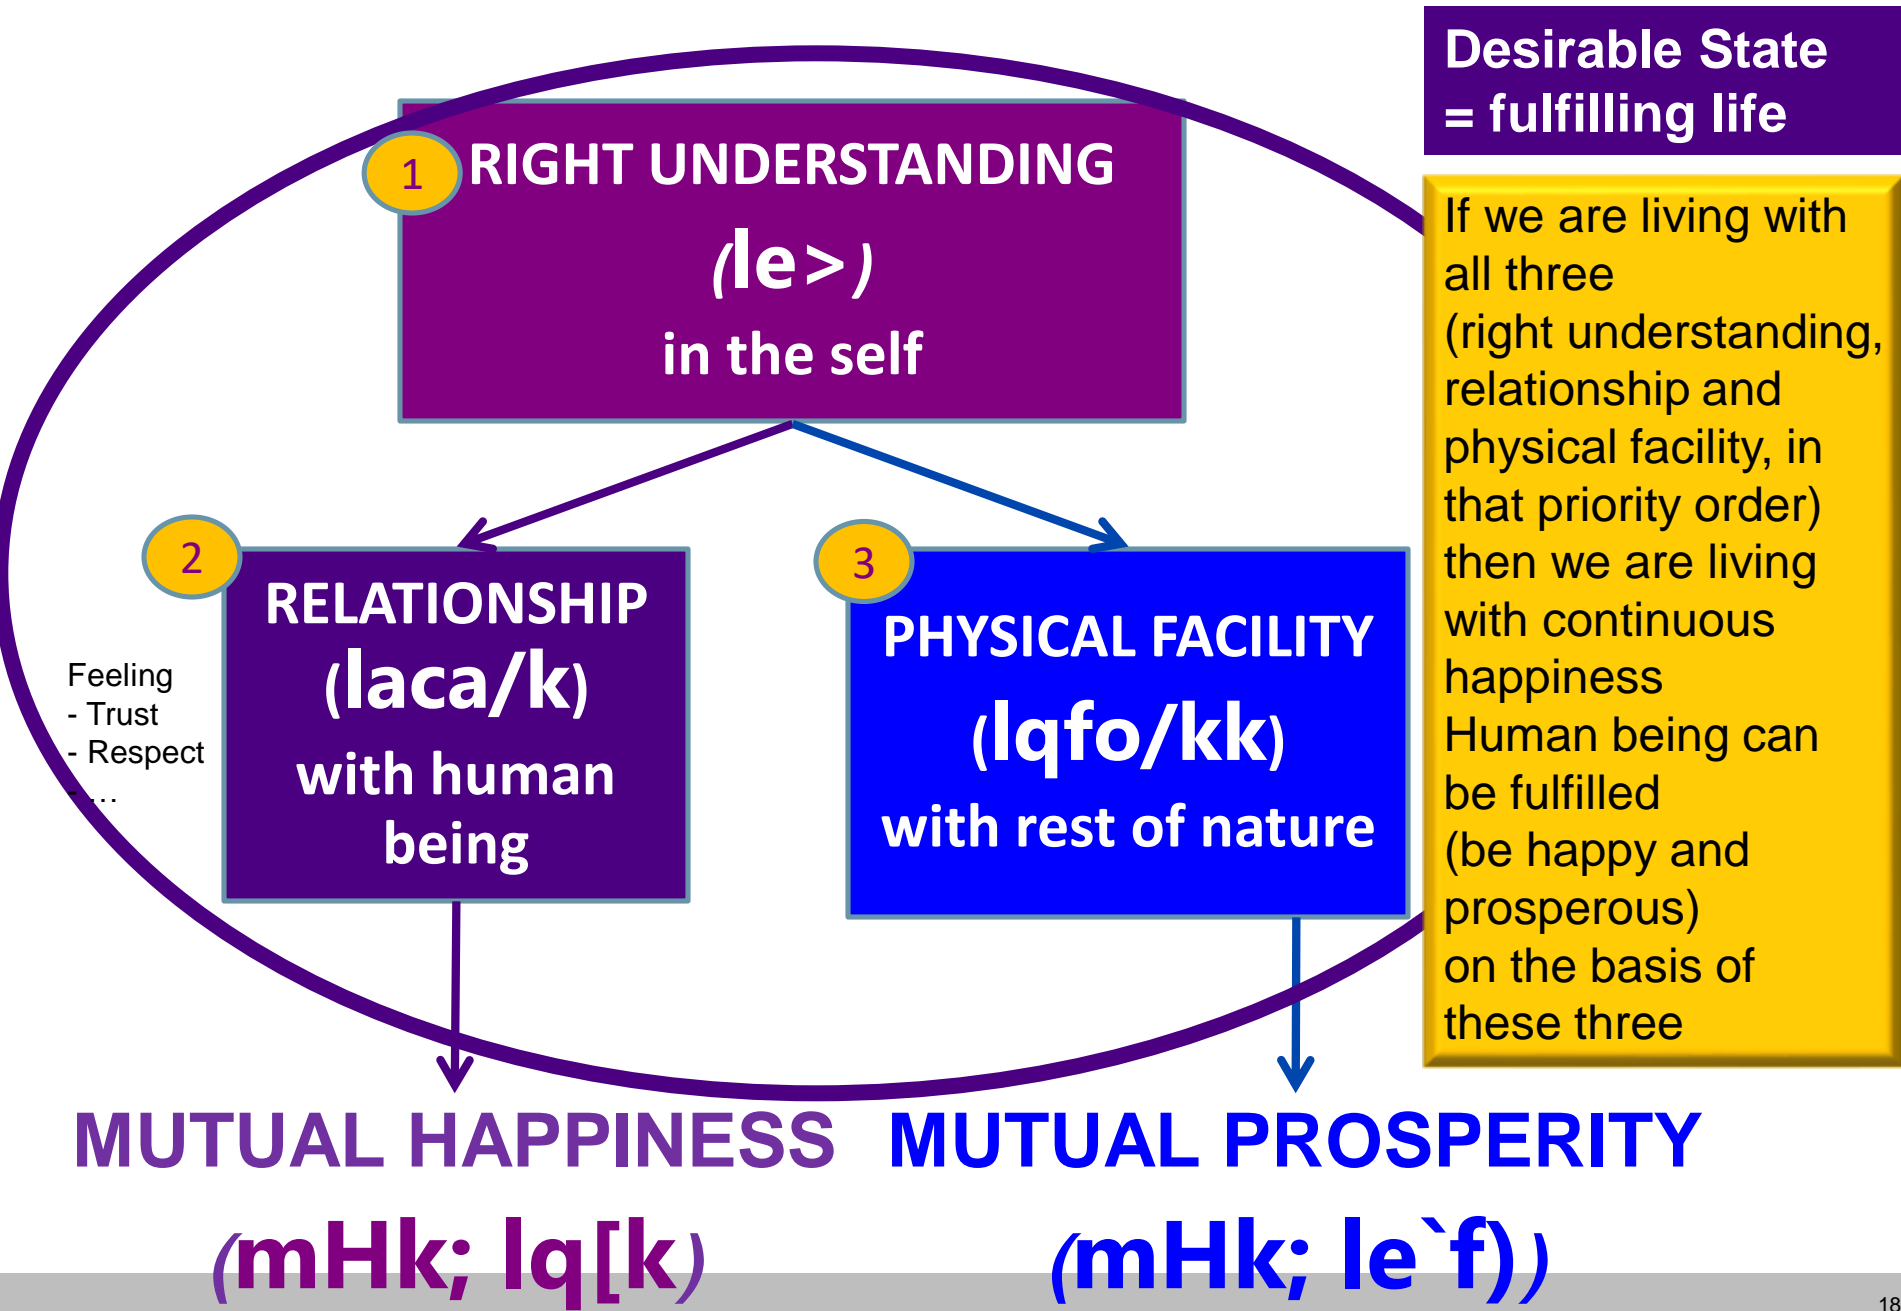 Desirable State
= fulfilling life
1
RIGHT UNDERSTANDING
(le>)
in the self
2
RELATIONSHIP
(laca/k)
with human
being
Feeling
- Trust
- Respect
- …
3
PHYSICAL FACILITY
(lqfo/kk)
with rest of nature
If we are living with
all three
(right understanding,
relationship and
physical facility, in
that priority order)
then we are living
with continuous
happiness
Human being can
be fulfilled
(be happy and
prosperous)
on the basis of
these three
MUTUAL HAPPINESS
(mHk; lq[k)
MUTUAL PROSPERITY
(mHk; le`f))
18